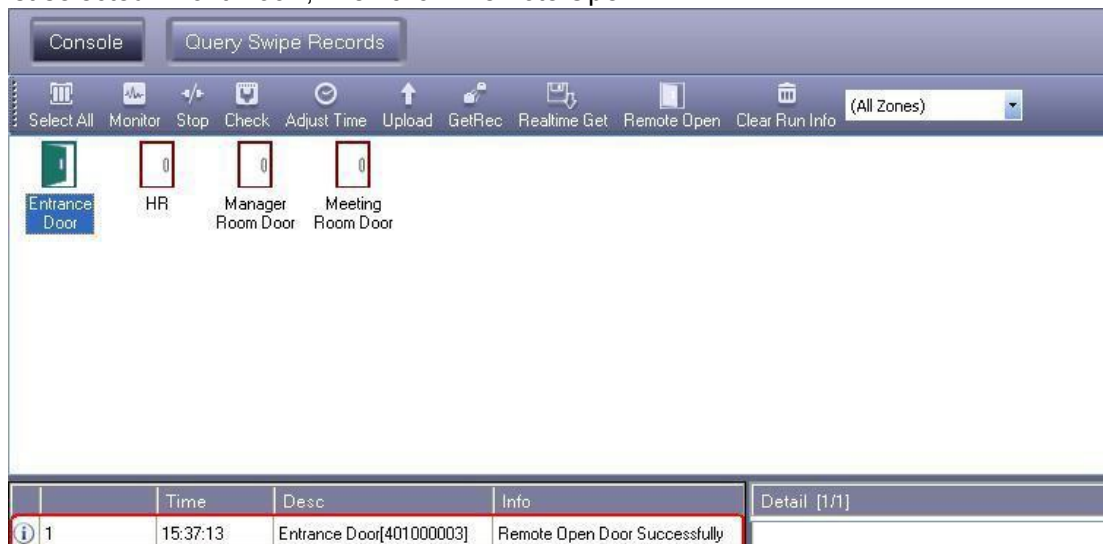 Console Query Swipe Records
Select All Monitor Stop Check Adjust Time Upload GetRec Realtime Get Remote Open Clear Run Info (All Zones)
Entrance Door HR Manager Room Door Meeting Room Door
Time Desc Info Detail [1/1]
1 15:37:13 Entrance Door[401000003] Remote Open Door Successfully